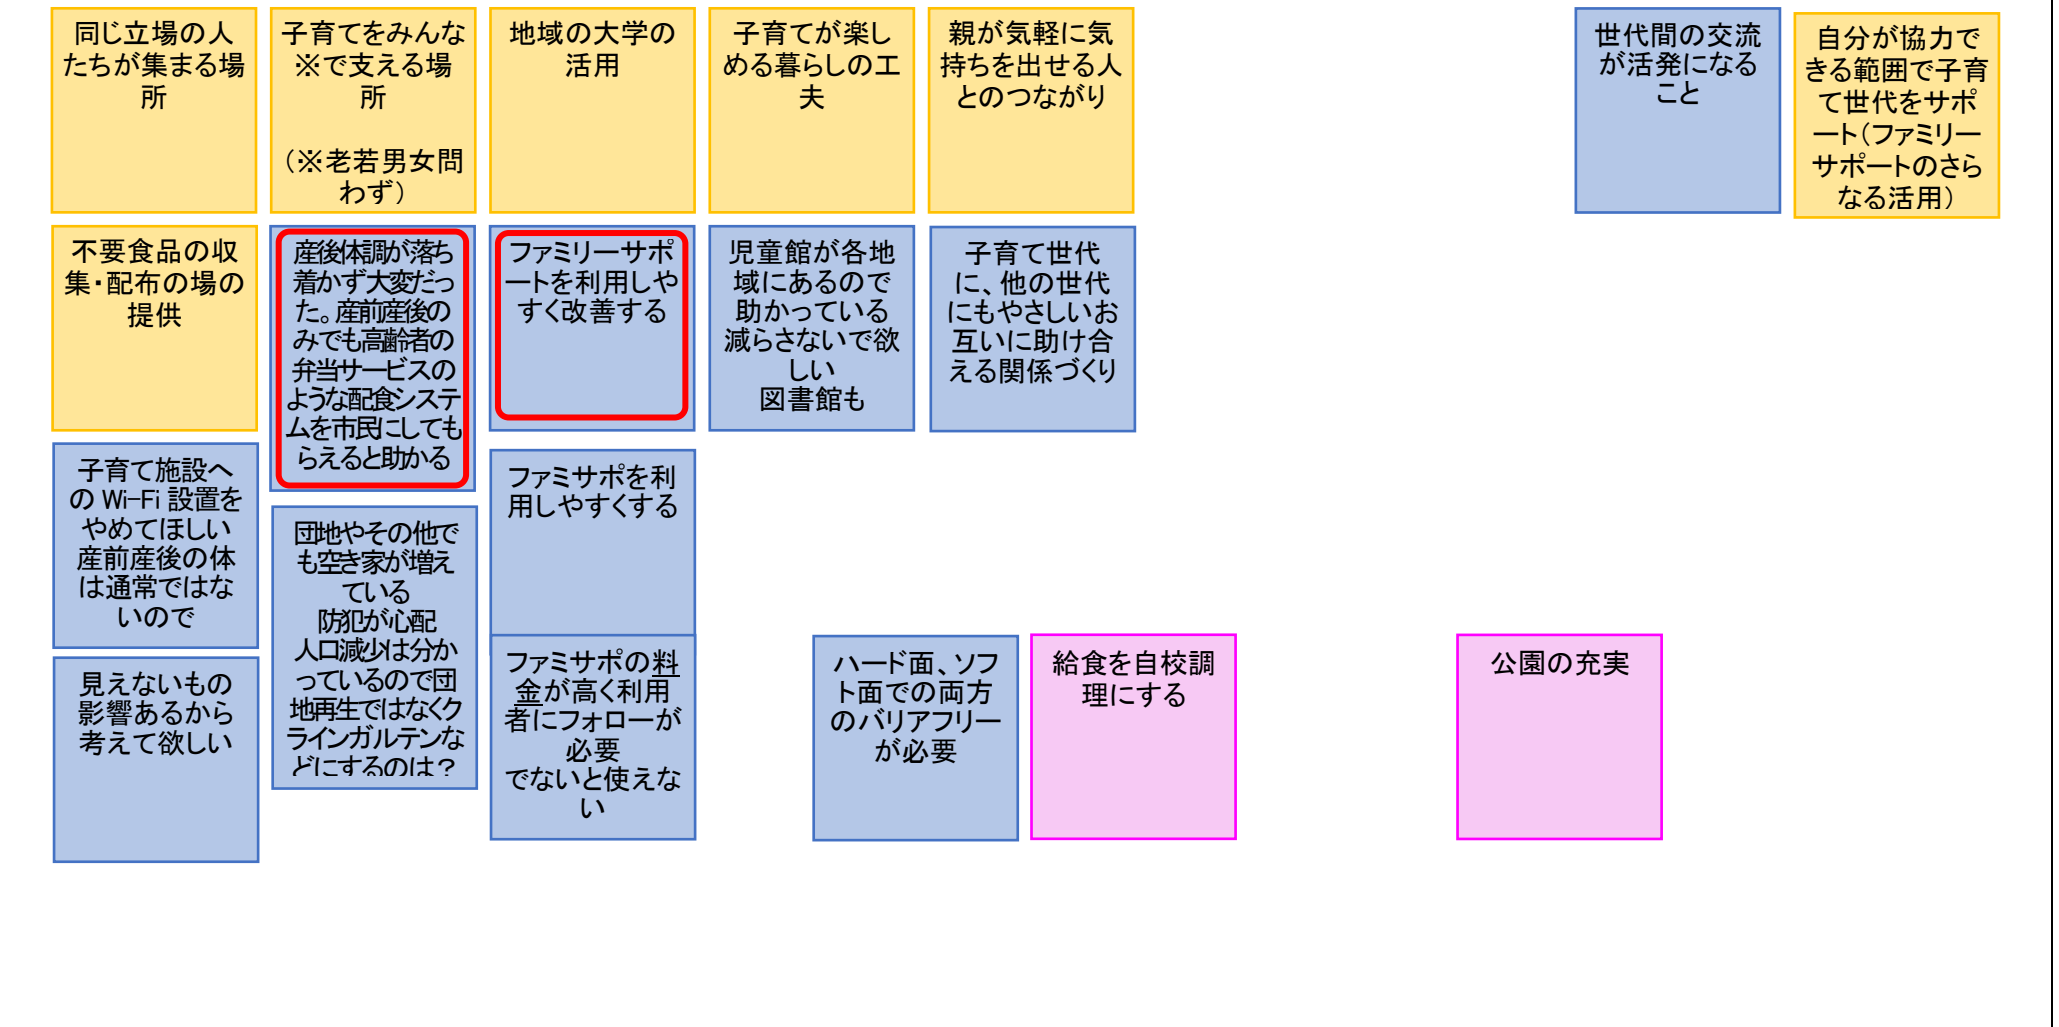 同じ立場の人
たちが集まる場
所
子育てをみんな
※で支える場
所
（※老若男女問
わず）
地域の大学の
活用
子育てが楽し
める暮らしの工
夫
親が気軽に気
持ちを出せる人
とのつながり
世代間の交流
が活発になる
こと
自分が協力で
きる範囲で子育
て世代をサポ
ート（ファミリー
サポートのさら
なる活用）
不要食品の収
集・配布の場の
提供
産後体調が落ち
着かず大変だっ
た。産前産後の
みでも高齢者の
弁当サービスの
ような配食システ
ムを市民にしても
らえると助かる
ファミリーサポ
ートを利用しや
すく改善する
児童館が各地
域にあるので
助かっている
減らさないで欲
しい
図書館も
子育て世代
に、他の世代
にもやさしいお
互いに助け合
える関係づくり
子育て施設へ
の Wi-Fi 設置を
やめてほしい
産前産後の体
は通常ではな
いので
団地やその他で
も空き家が増え
ている
防犯が心配
人口減少は分か
っているので団
地再生ではなくク
ラインガルテンな
どにするのは？
ファミサポを利
用しやすくする
見えないもの
影響あるから
考えて欲しい
ファミサポの料
金が高く利用
者にフォローが
必要
でないと使えな
い
ハード面、ソフ
ト面での両方
のバリアフリー
が必要
給食を自校調
理にする
公園の充実